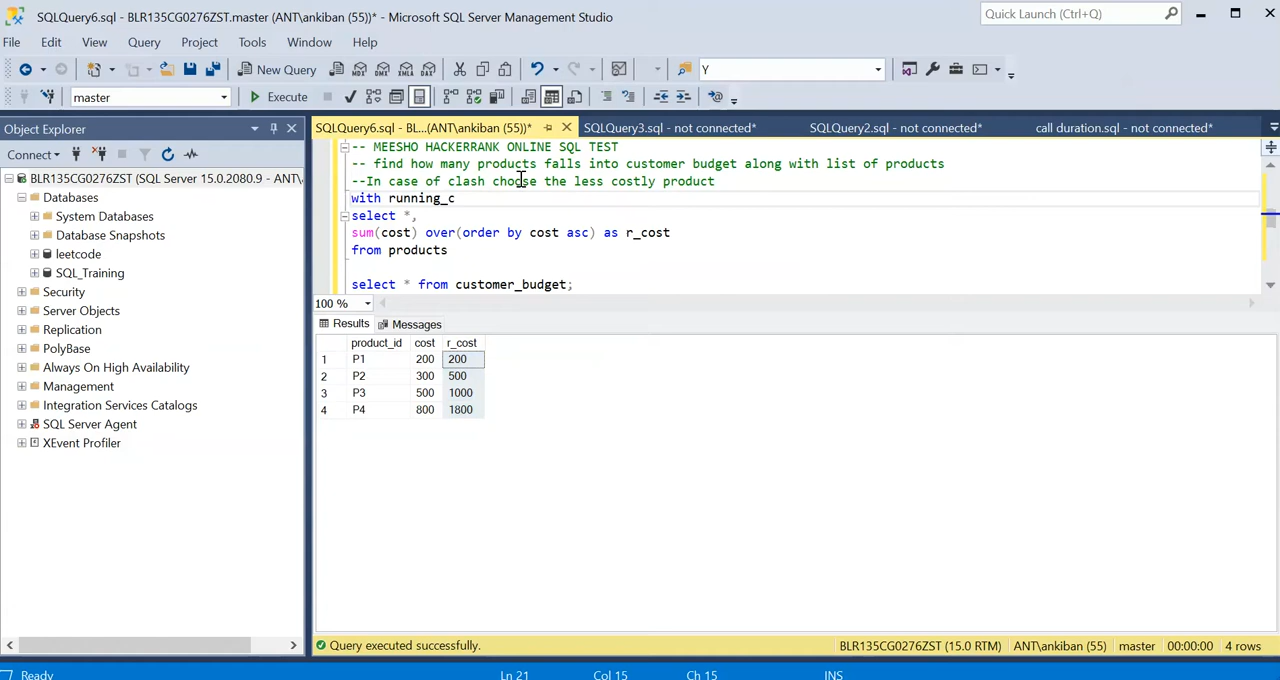 SQLQuery6.sql - BLR135CG0276ZST.master (ANT\ankiban (55))* - Microsoft SQL Server Management Studio
Quick Launch (Ctrl+Q)
File Edit View Query Project Tools Window Help
New Query MDX DMX XMLA DAX Y
master Execute
Object Explorer
SQLQuery6.sql - BL...(ANT\ankiban (55))* SQLQuery3.sql - not connected* SQLQuery2.sql - not connected* call duration.sql - not connected*
Connect
BLR135CG0276ZST (SQL Server 15.0.2080.9 - ANT\
Databases
System Databases
Database Snapshots
leetcode
SQL_Training
Security
Server Objects
Replication
PolyBase
Always On High Availability
Management
Integration Services Catalogs
SQL Server Agent
XEvent Profiler
-- MEESHO HACKERRANK ONLINE SQL TEST
-- find how many products falls into customer budget along with list of products
--In case of clash choose the less costly product
with running_c
select *,
sum(cost) over(order by cost asc) as r_cost
from products
select * from customer_budget;
100 %
Results Messages
product_id cost r_cost
1 P1 200 200
2 P2 300 500
3 P3 500 1000
4 P4 800 1800
Query executed successfully. BLR135CG0276ZST (15.0 RTM) ANT\ankiban (55) master 00:00:00 4 rows
Ready Ln 21 Col 15 Ch 15 INS